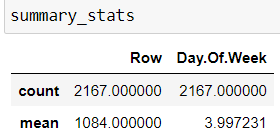 summary_stats
Row Day.Of.Week
count 2167.000000 2167.000000
mean 1084.000000 3.997231